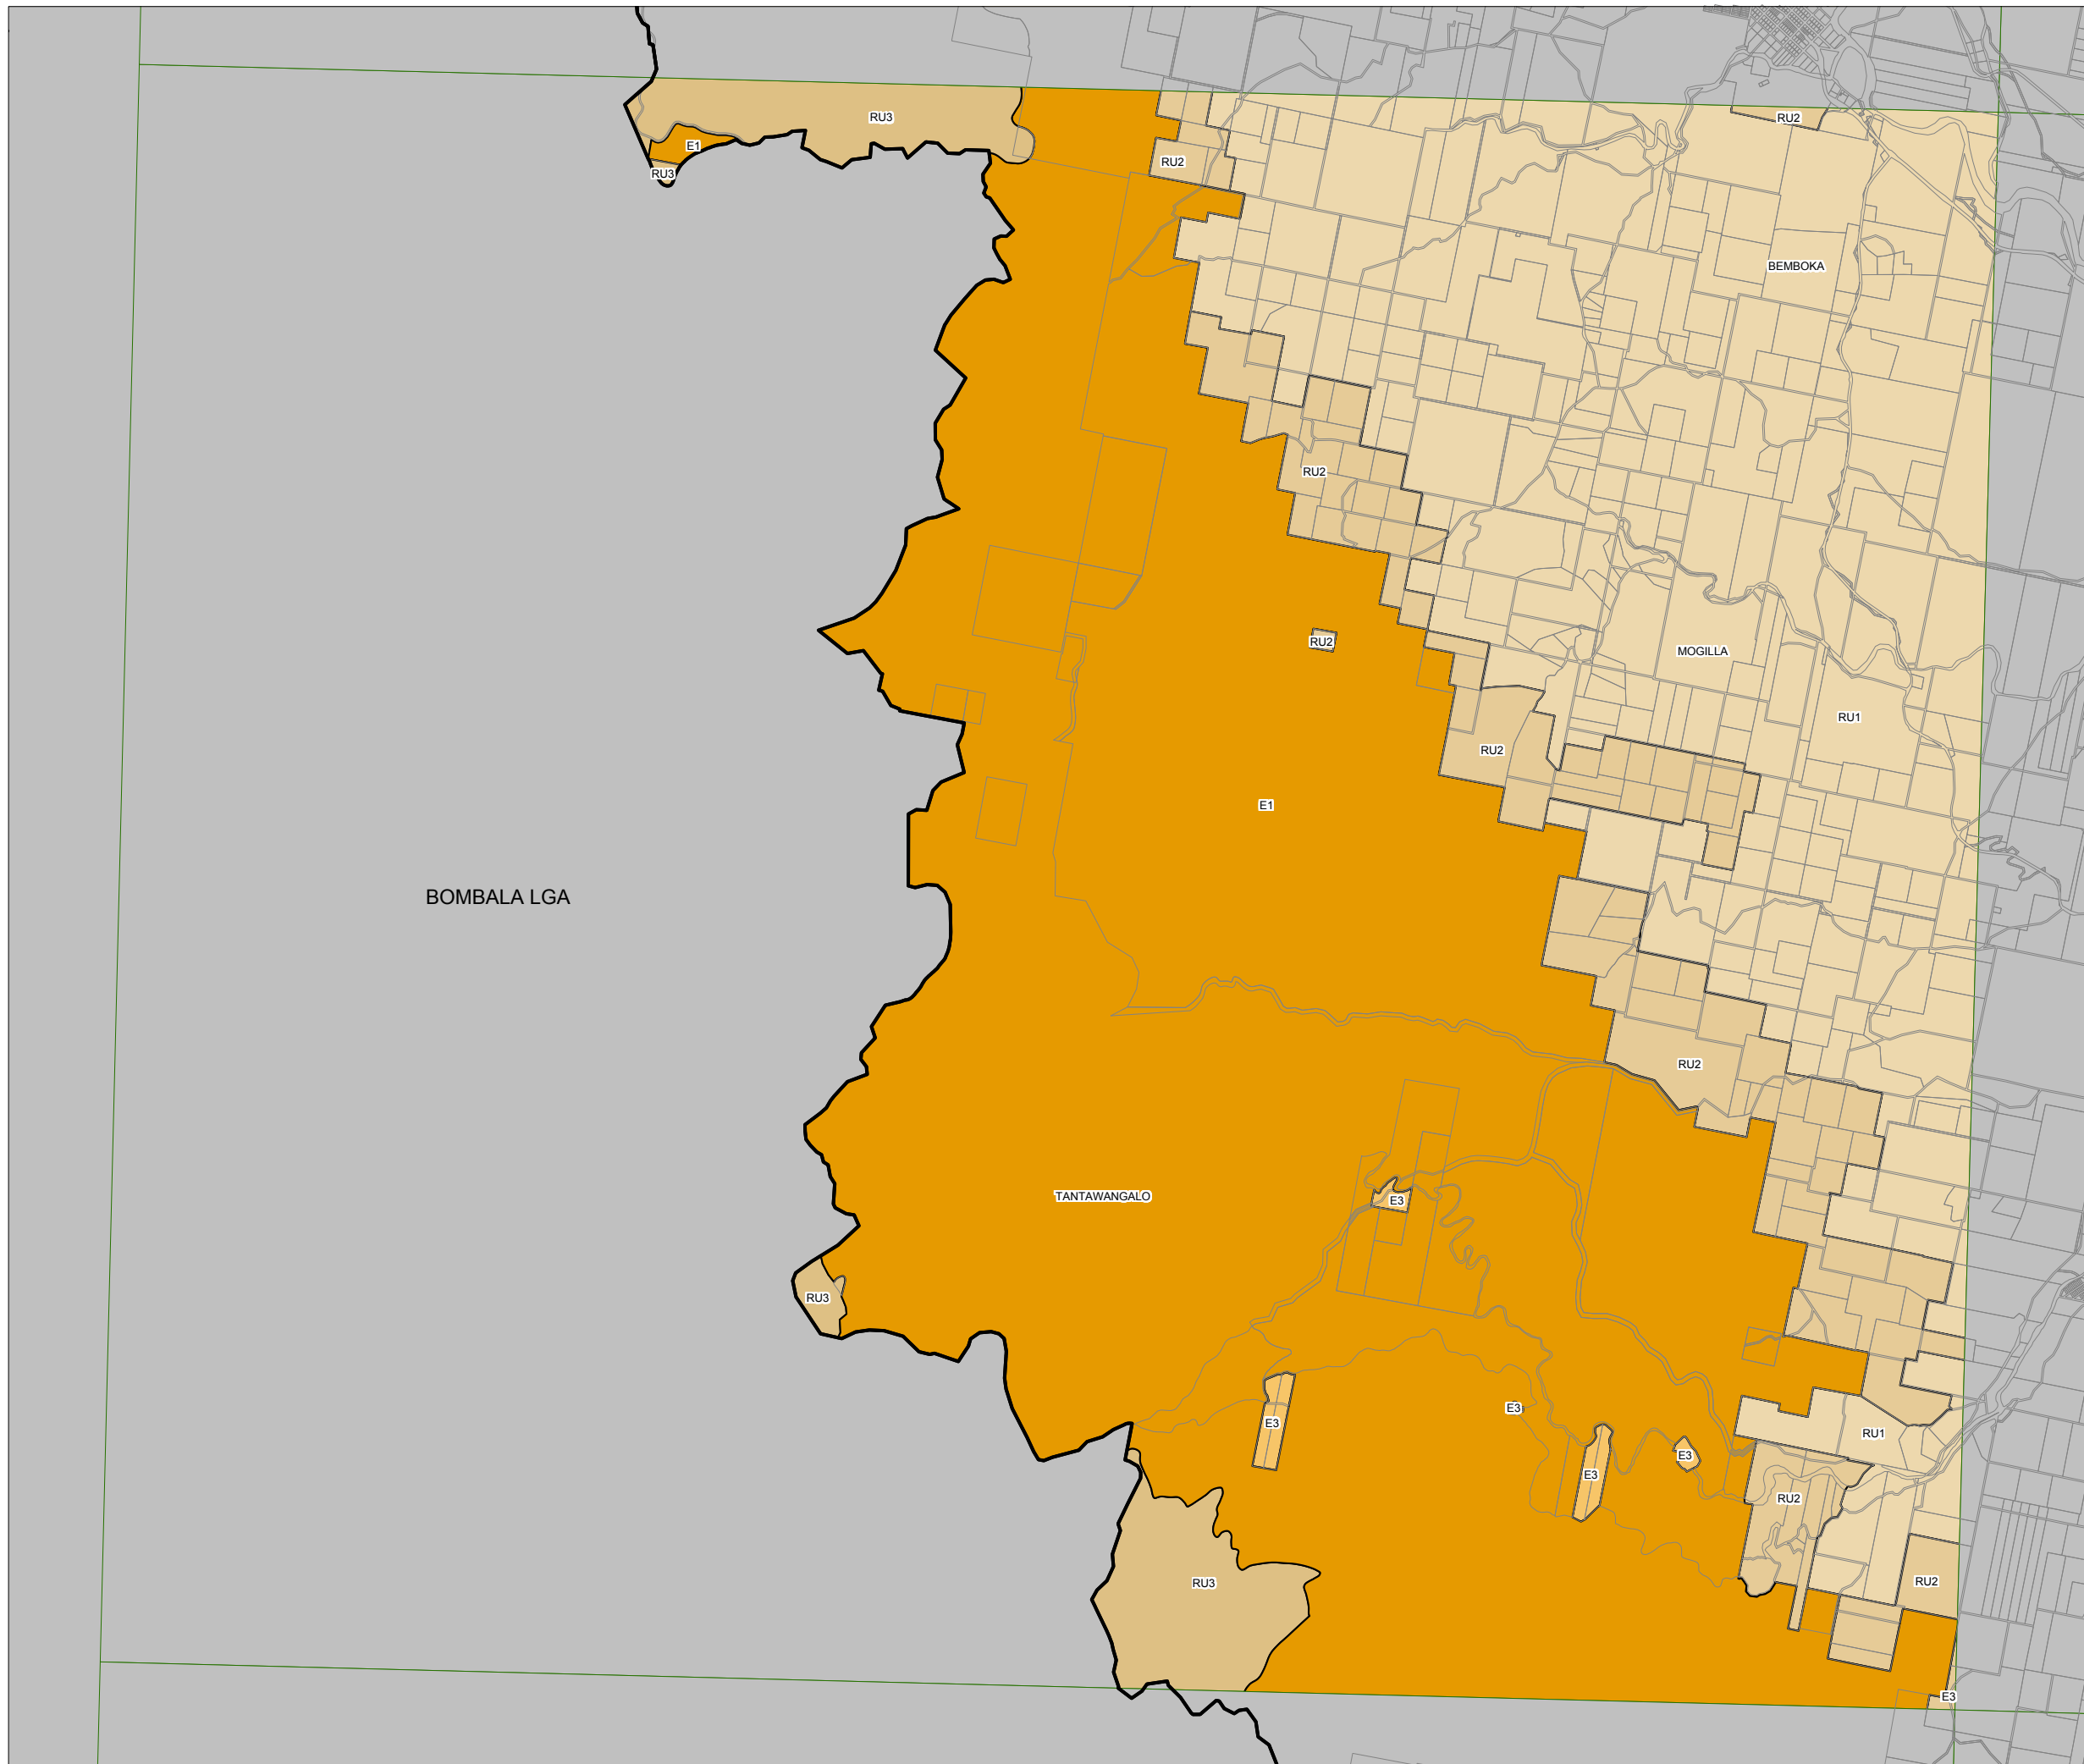 RU3
RU2
E1
RU2
RU3
BEMBOKA
RU2
RU2
MOGILLA
RU1
RU2
E1
BOMBALA LGA
RU2
TANTAWANGALO
E3
RU3
E3
E3
RU1
E3
E3
RU2
RU2
RU3
E3